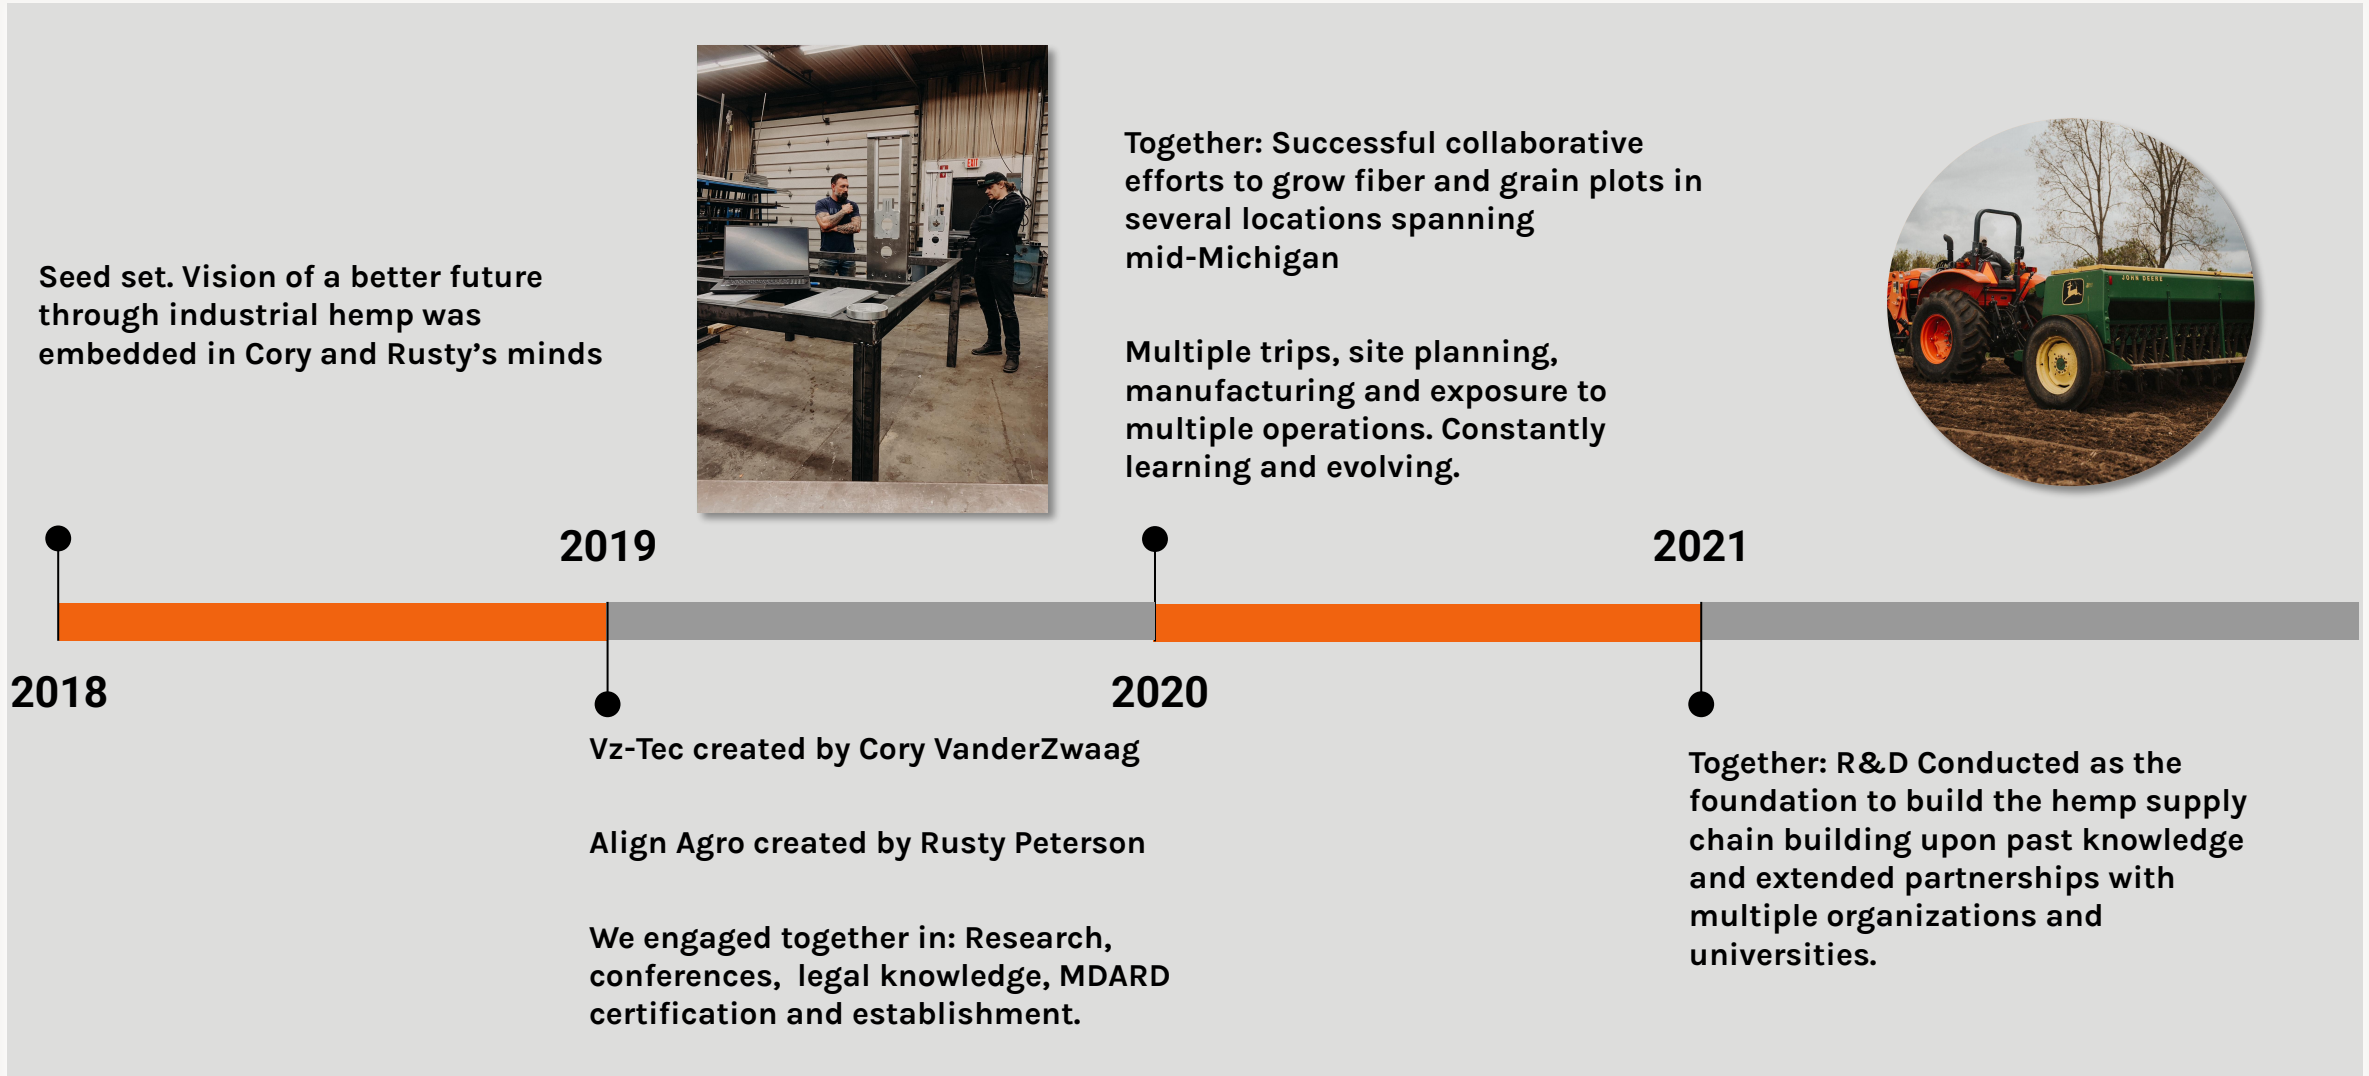 Seed set. Vision of a better future
through industrial hemp was
embedded in Cory and Rusty’s minds
2018
2019
Vz-Tec created by Cory VanderZwaag
Align Agro created by Rusty Peterson
We engaged together in: Research,
conferences,  legal knowledge, MDARD
certification and establishment.
EXIT
Together: Successful collaborative
efforts to grow fiber and grain plots in
several locations spanning
mid-Michigan
Multiple trips, site planning,
manufacturing and exposure to
multiple operations. Constantly
learning and evolving.
2020
2021
Together: R&D Conducted as the
foundation to build the hemp supply
chain building upon past knowledge
and extended partnerships with
multiple organizations and
universities.
JOHN DEERE